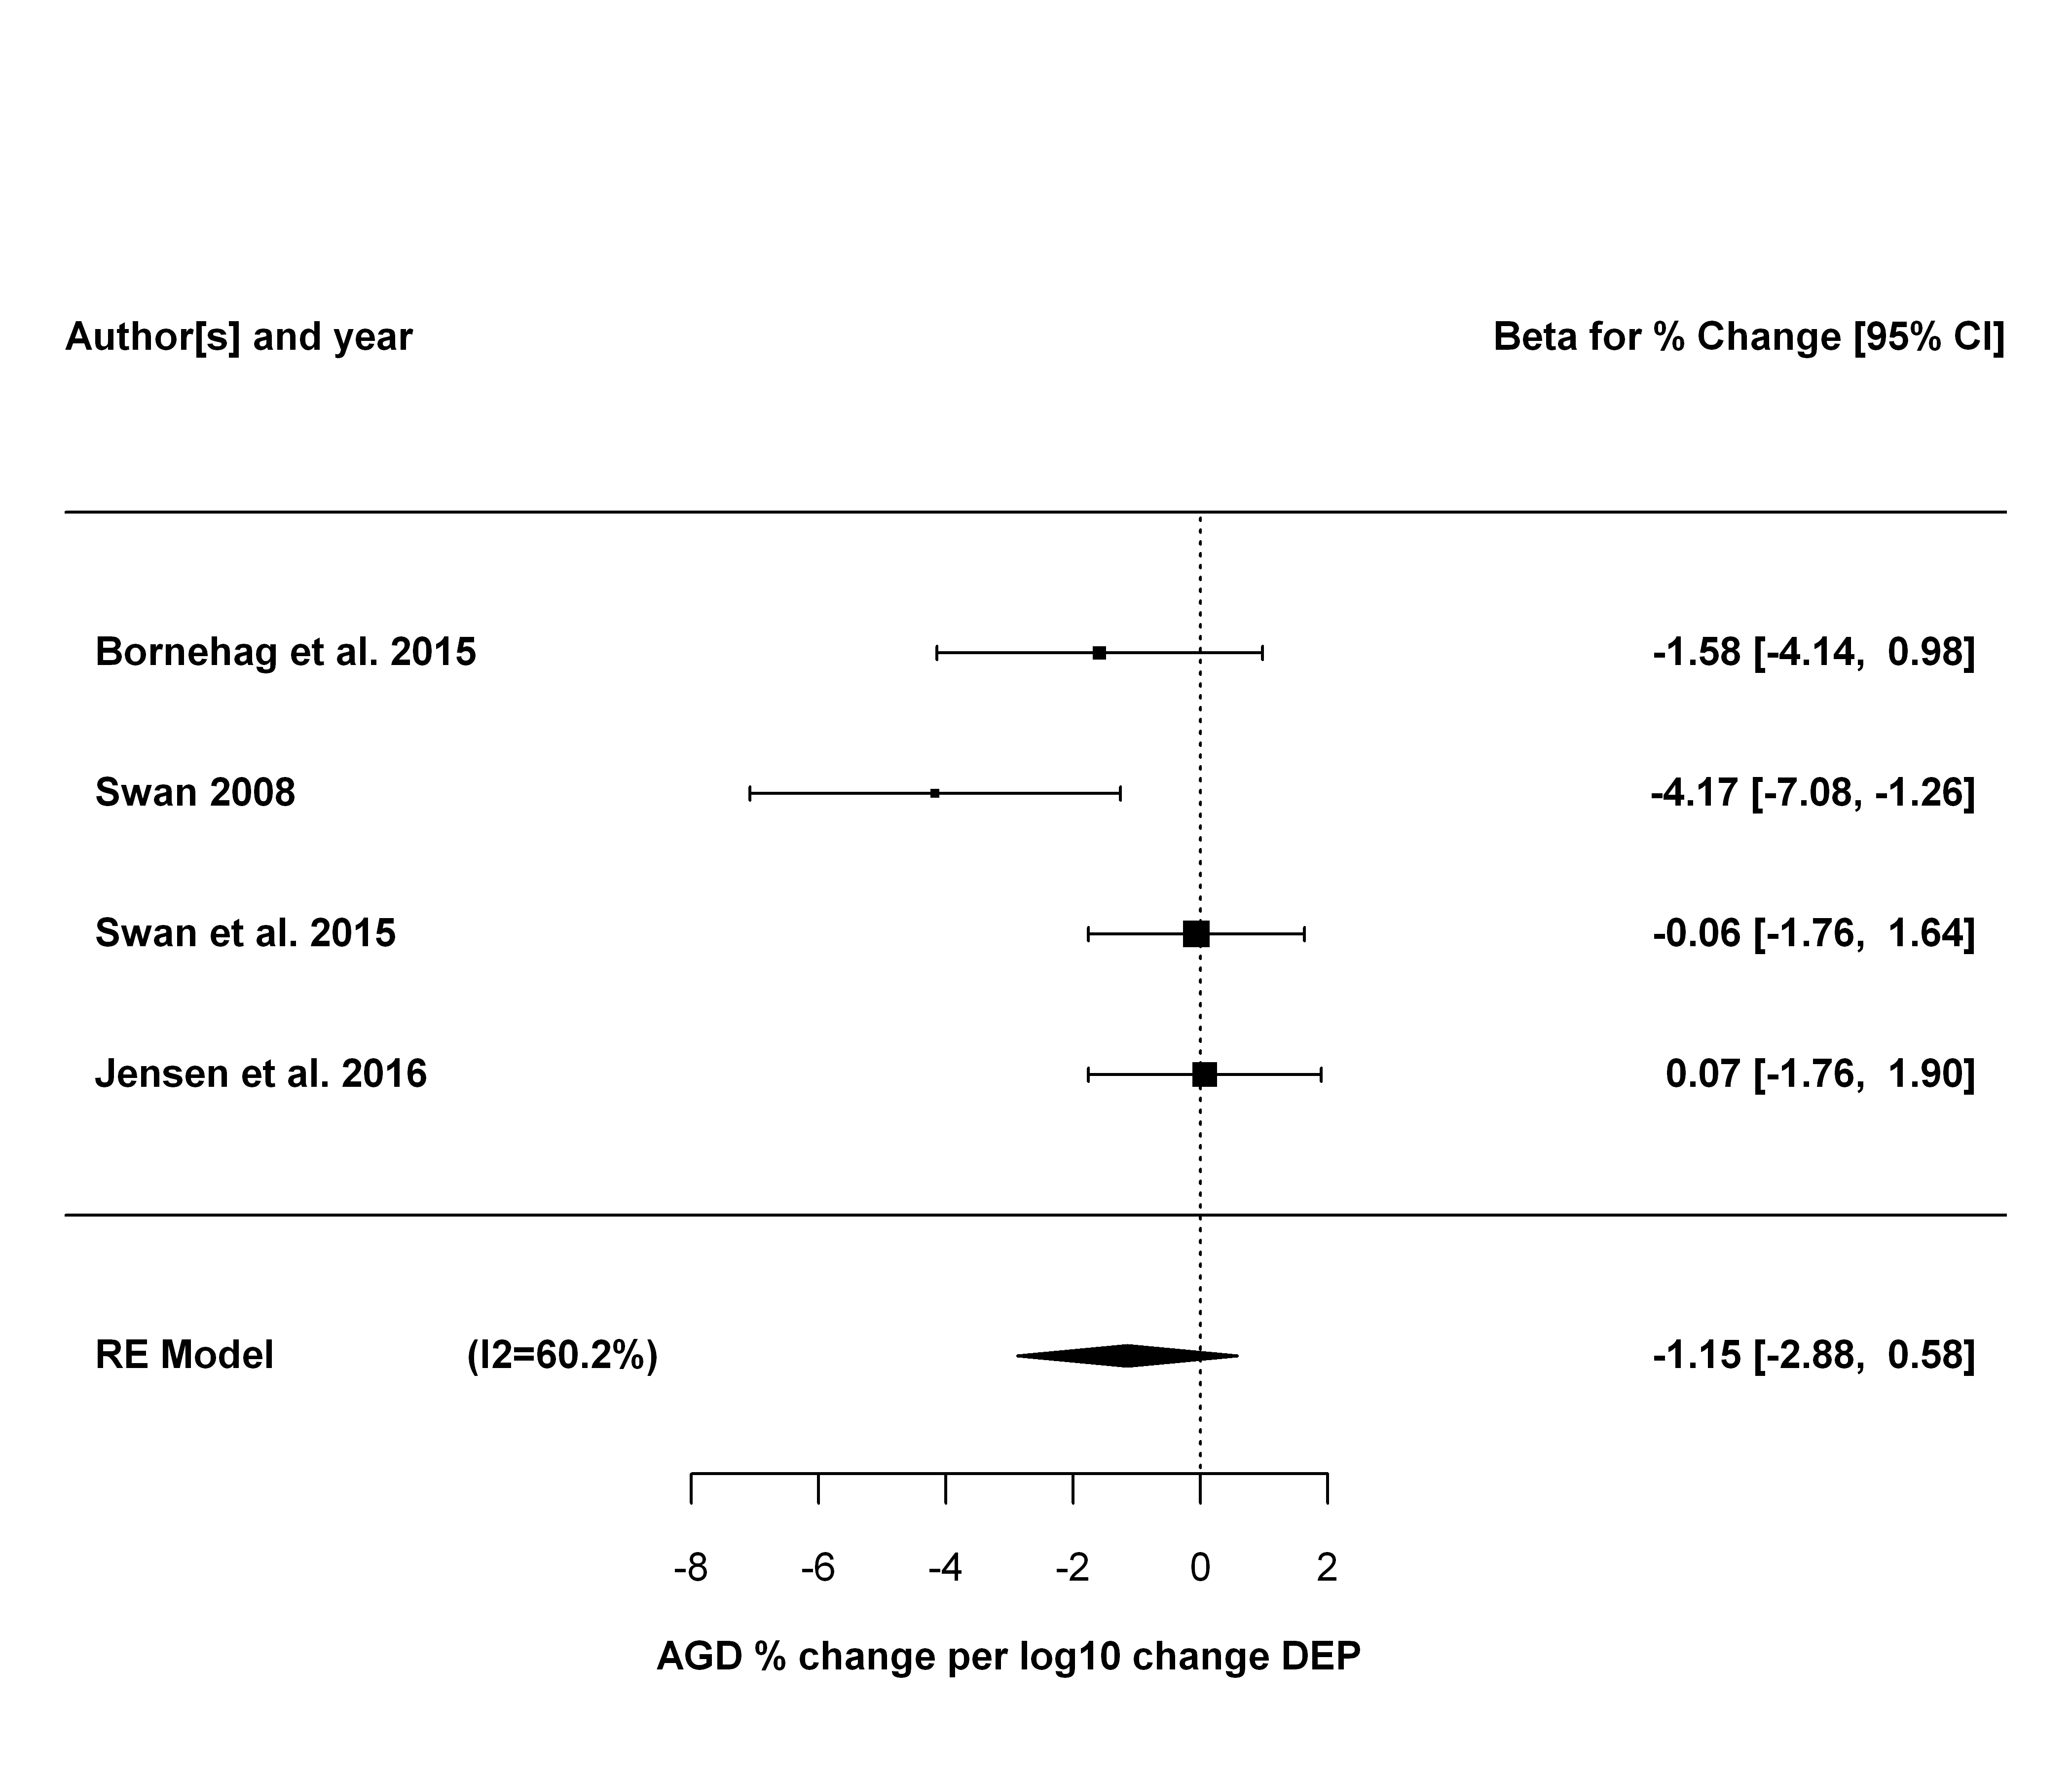 Author[s] and year Beta for % Change [95% CI]
Bornehag et al. 2015 -1.58 [-4.14, 0.98]
Swan 2008 -4.17 [-7.08, -1.26]
Swan et al. 2015 -0.06 [-1.76, 1.64]
Jensen et al. 2016 0.07 [-1.76, 1.90]
RE Model (I2=60.2%) -1.15 [-2.88, 0.58]
-8 -6 -4 -2 0 2
AGD % change per log10 change DEP